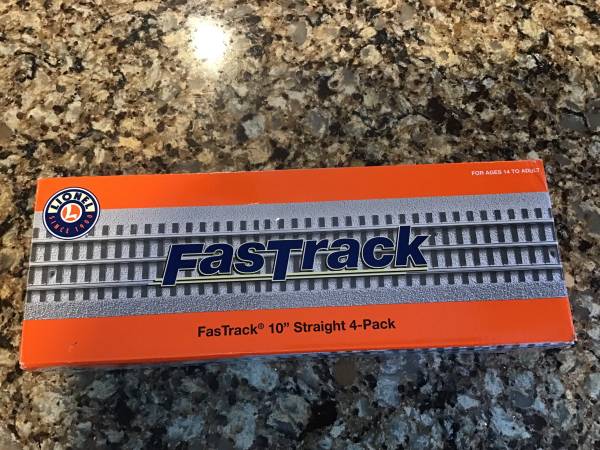 FOR AGES 14 TO ADULT
LIONEL
L
SINCE 1900
FasTrack
FasTrack® 10” Straight 4-Pack